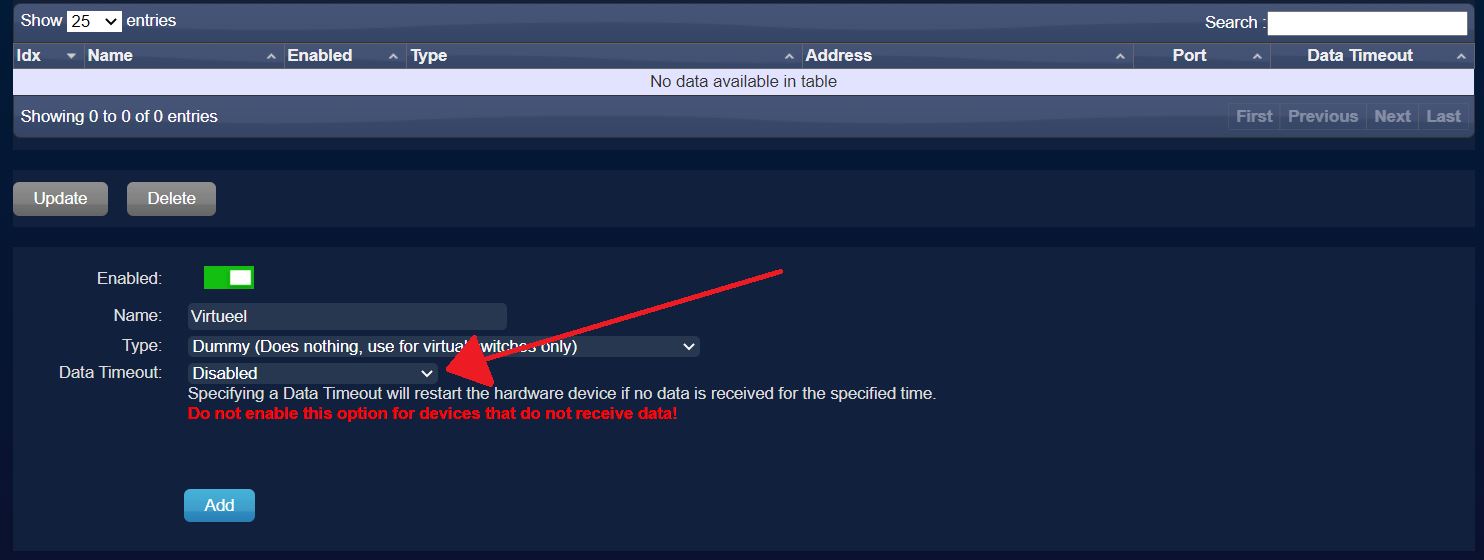 Show 25 entries Search :
Idx Name Enabled Type Address Port Data Timeout
No data available in table
Showing 0 to 0 of 0 entries First Previous Next Last
Update Delete
Enabled:
Name: Virtueel
Type: Dummy (Does nothing, use for virtual switches only)
Data Timeout: Disabled
Specifying a Data Timeout will restart the hardware device if no data is received for the specified time.
Do not enable this option for devices that do not receive data!
Add